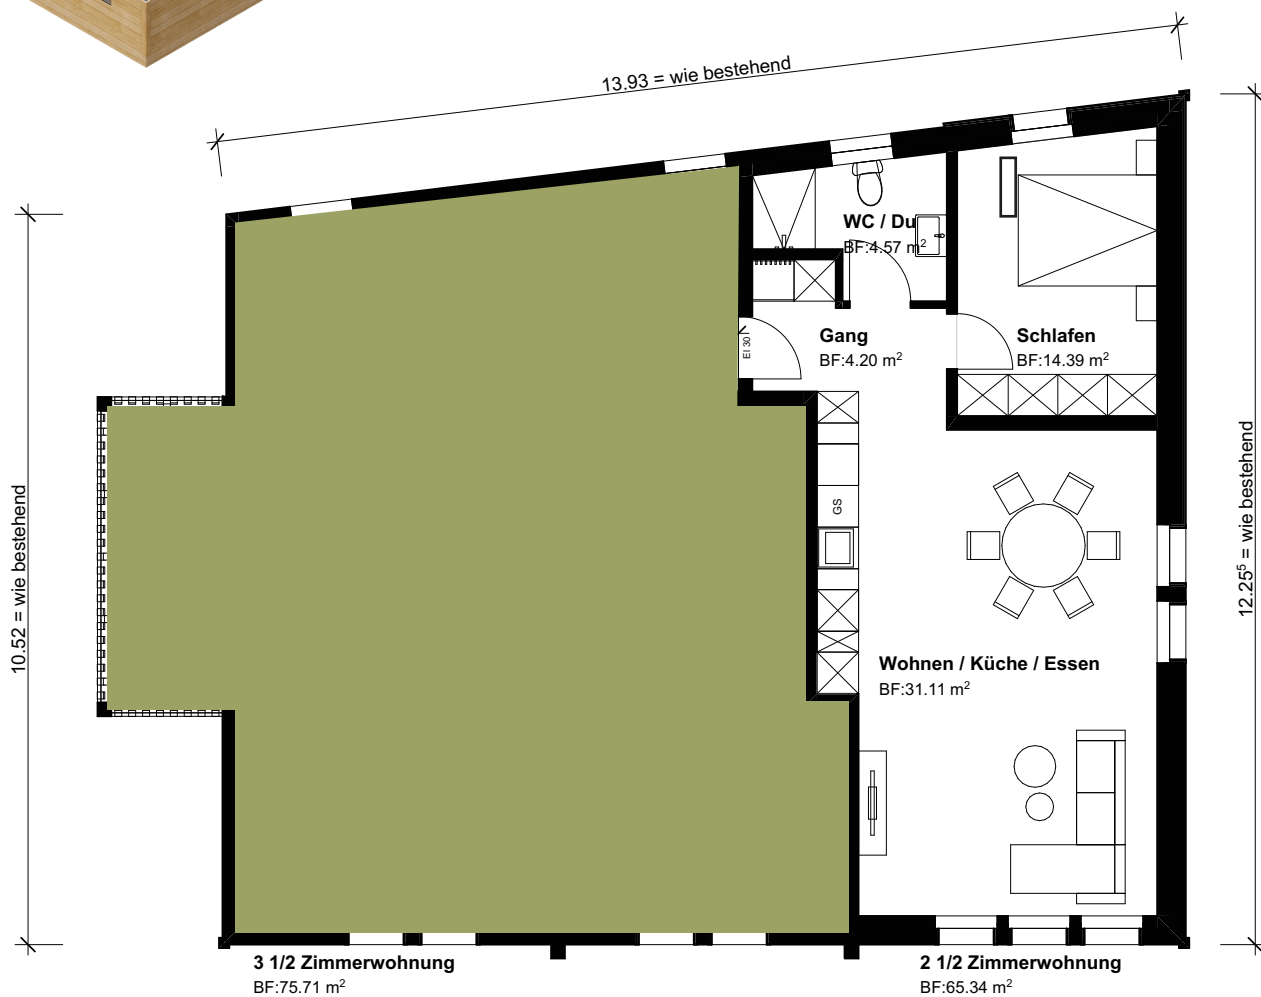 13.93 = wie bestehend
WC / Du
BF:4.57 m²
Gang
BF:4.20 m²
EI 30
Schlafen
BF:14.39 m²
GS
10.52 = wie bestehend
12.25⁵ = wie bestehend
Wohnen / Küche / Essen
BF:31.11 m²
3 1/2 Zimmerwohnung
BF:75.71 m²
2 1/2 Zimmerwohnung
BF:65.34 m²